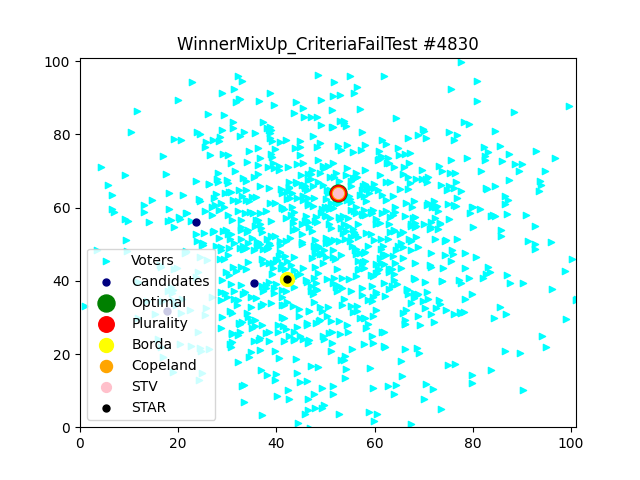 WinnerMixUp_CriteriaFailTest #4830
100
80
60
40
20
0
Voters
Candidates
Optimal
Plurality
Borda
Copeland
STV
STAR
0 20 40 60 80 100